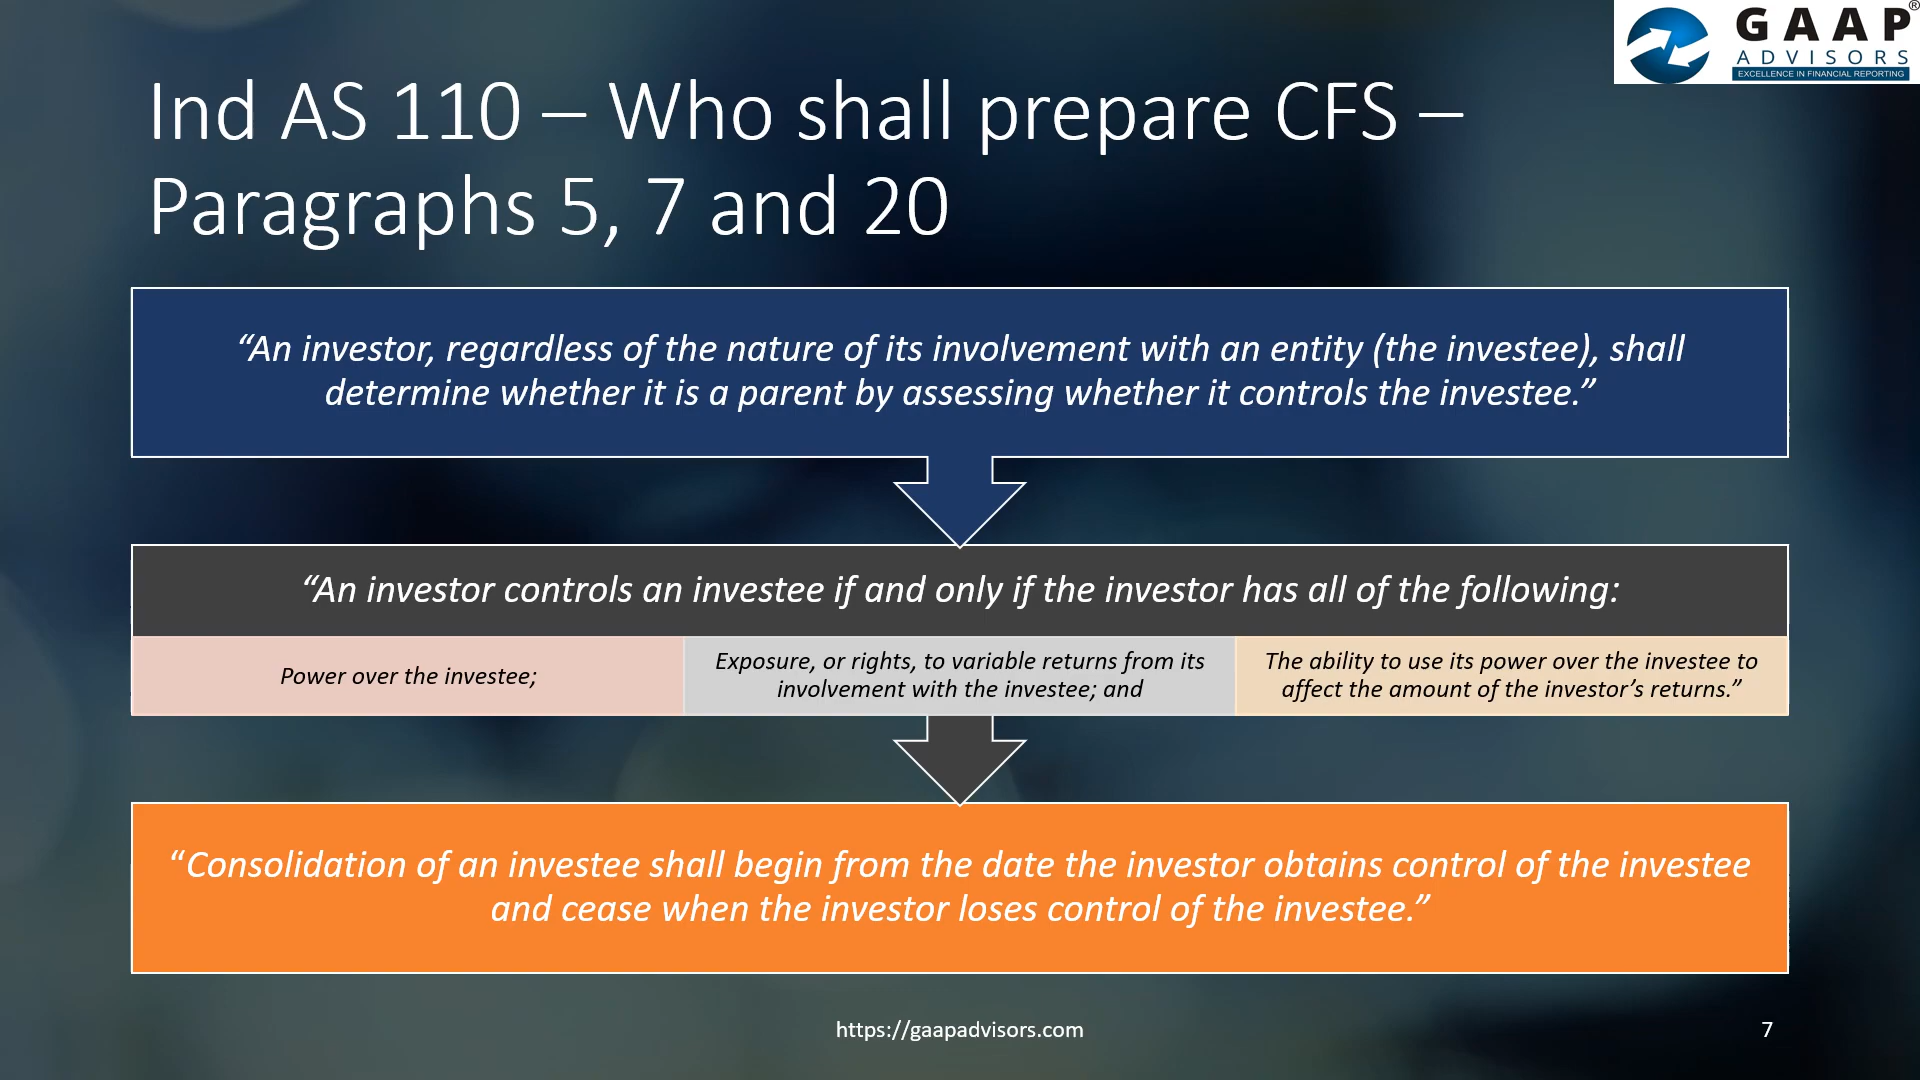 GAAP®
ADVISORS
EXCELLENCE IN FINANCIAL REPORTING
Ind AS 110 – Who shall prepare CFS –
Paragraphs 5, 7 and 20
“An investor, regardless of the nature of its involvement with an entity (the investee), shall
determine whether it is a parent by assessing whether it controls the investee.”
“An investor controls an investee if and only if the investor has all of the following:
Power over the investee;
Exposure, or rights, to variable returns from its
involvement with the investee; and
The ability to use its power over the investee to
affect the amount of the investor’s returns.”
“Consolidation of an investee shall begin from the date the investor obtains control of the investee
and cease when the investor loses control of the investee.”
https://gaapadvisors.com
7